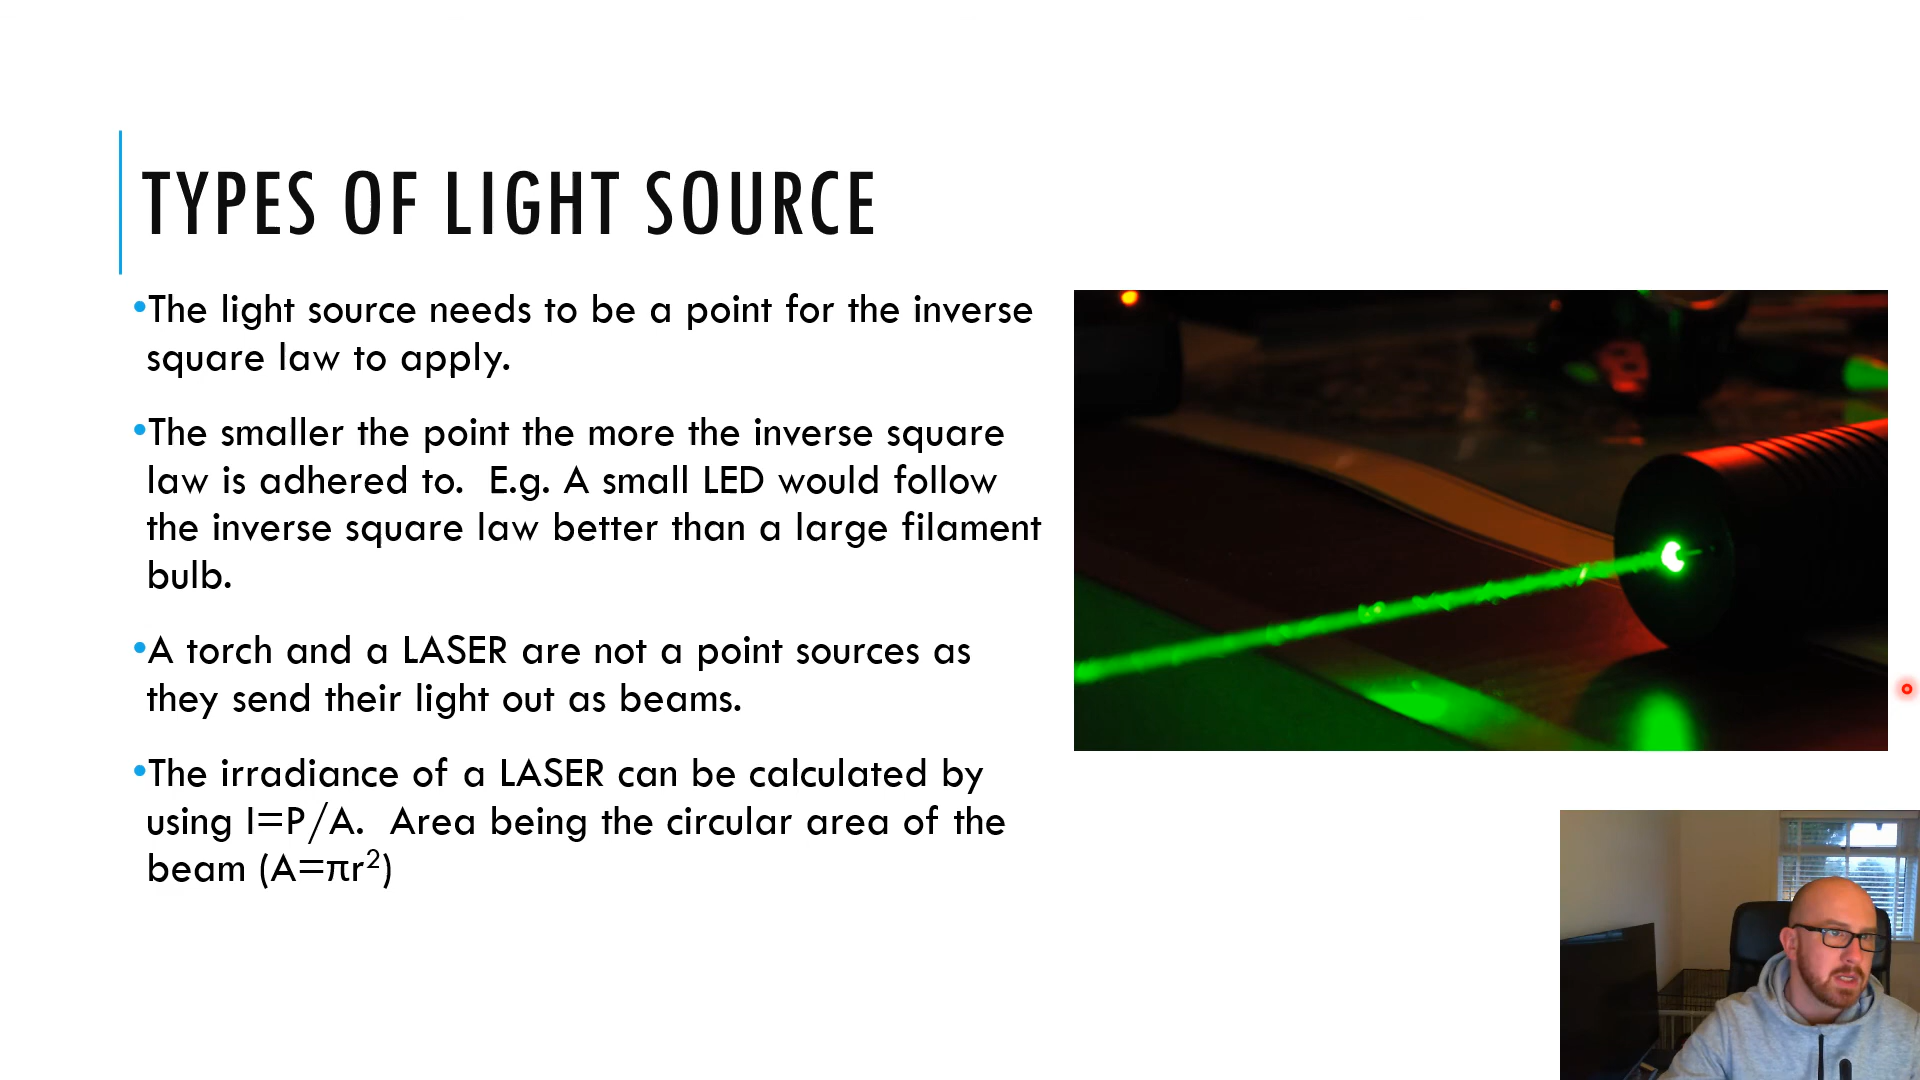 TYPES OF LIGHT SOURCE
•The light source needs to be a point for the inverse
square law to apply.
•The smaller the point the more the inverse square
law is adhered to.  E.g. A small LED would follow
the inverse square law better than a large filament
bulb.
•A torch and a LASER are not a point sources as
they send their light out as beams.
•The irradiance of a LASER can be calculated by
using I=P/A.  Area being the circular area of the
beam (A=πr²)